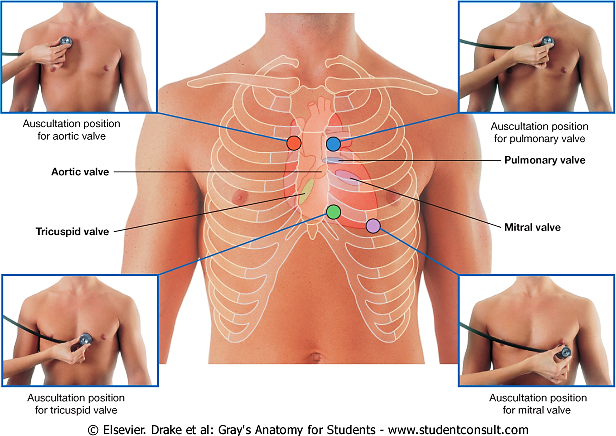 Auscultation position
for aortic valve
Auscultation position
for pulmonary valve
Aortic valve
Pulmonary valve
Tricuspid valve
Mitral valve
Auscultation position
for tricuspid valve
Auscultation position
for mitral valve
© Elsevier. Drake et al: Gray's Anatomy for Students - www.studentconsult.com